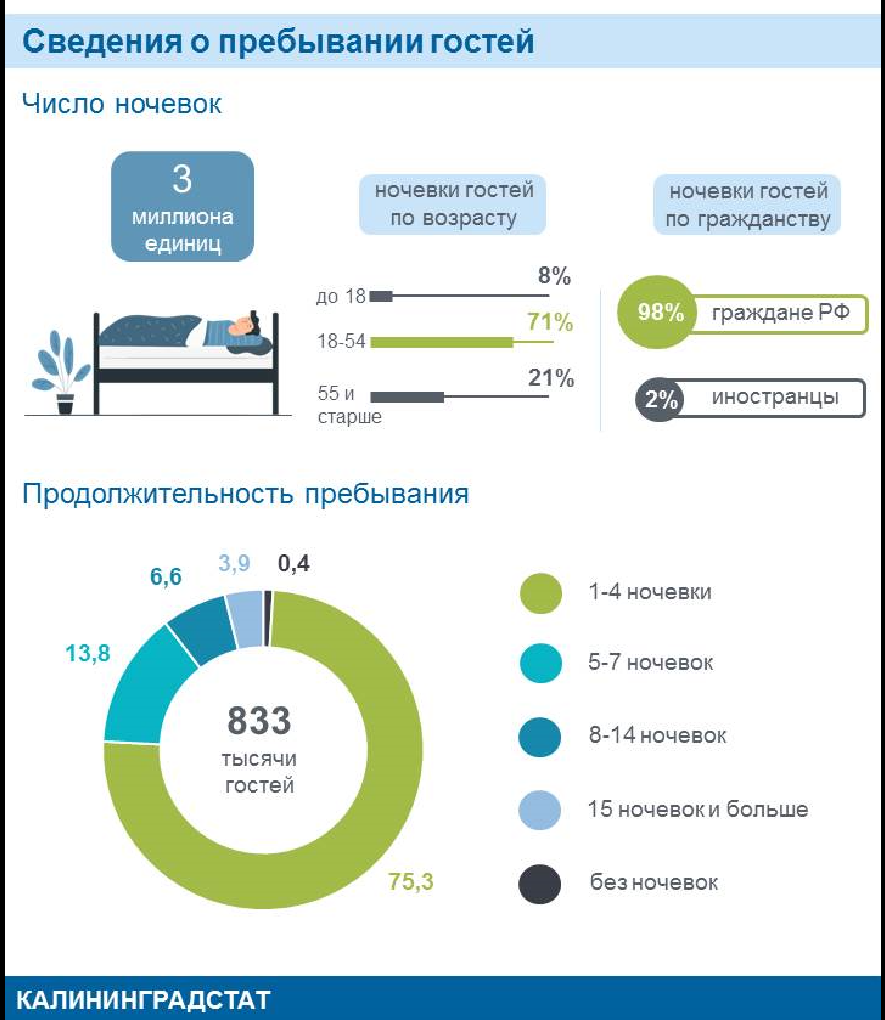 Сведения о пребывании гостей
Число ночевок
3
миллиона
единиц
ночевки гостей
по возрасту
до 18
8%
18-54
71%
55 и
старше
21%
ночевки гостей
по гражданству
98%
граждане РФ
2%
иностранцы
Продолжительность пребывания
6,6
3,9
0,4
13,8
833
тысячи
гостей
75,3
1-4 ночевки
5-7 ночевок
8-14 ночевок
15 ночевок и больше
без ночевок
КАЛИНИНГРАДСТАТ